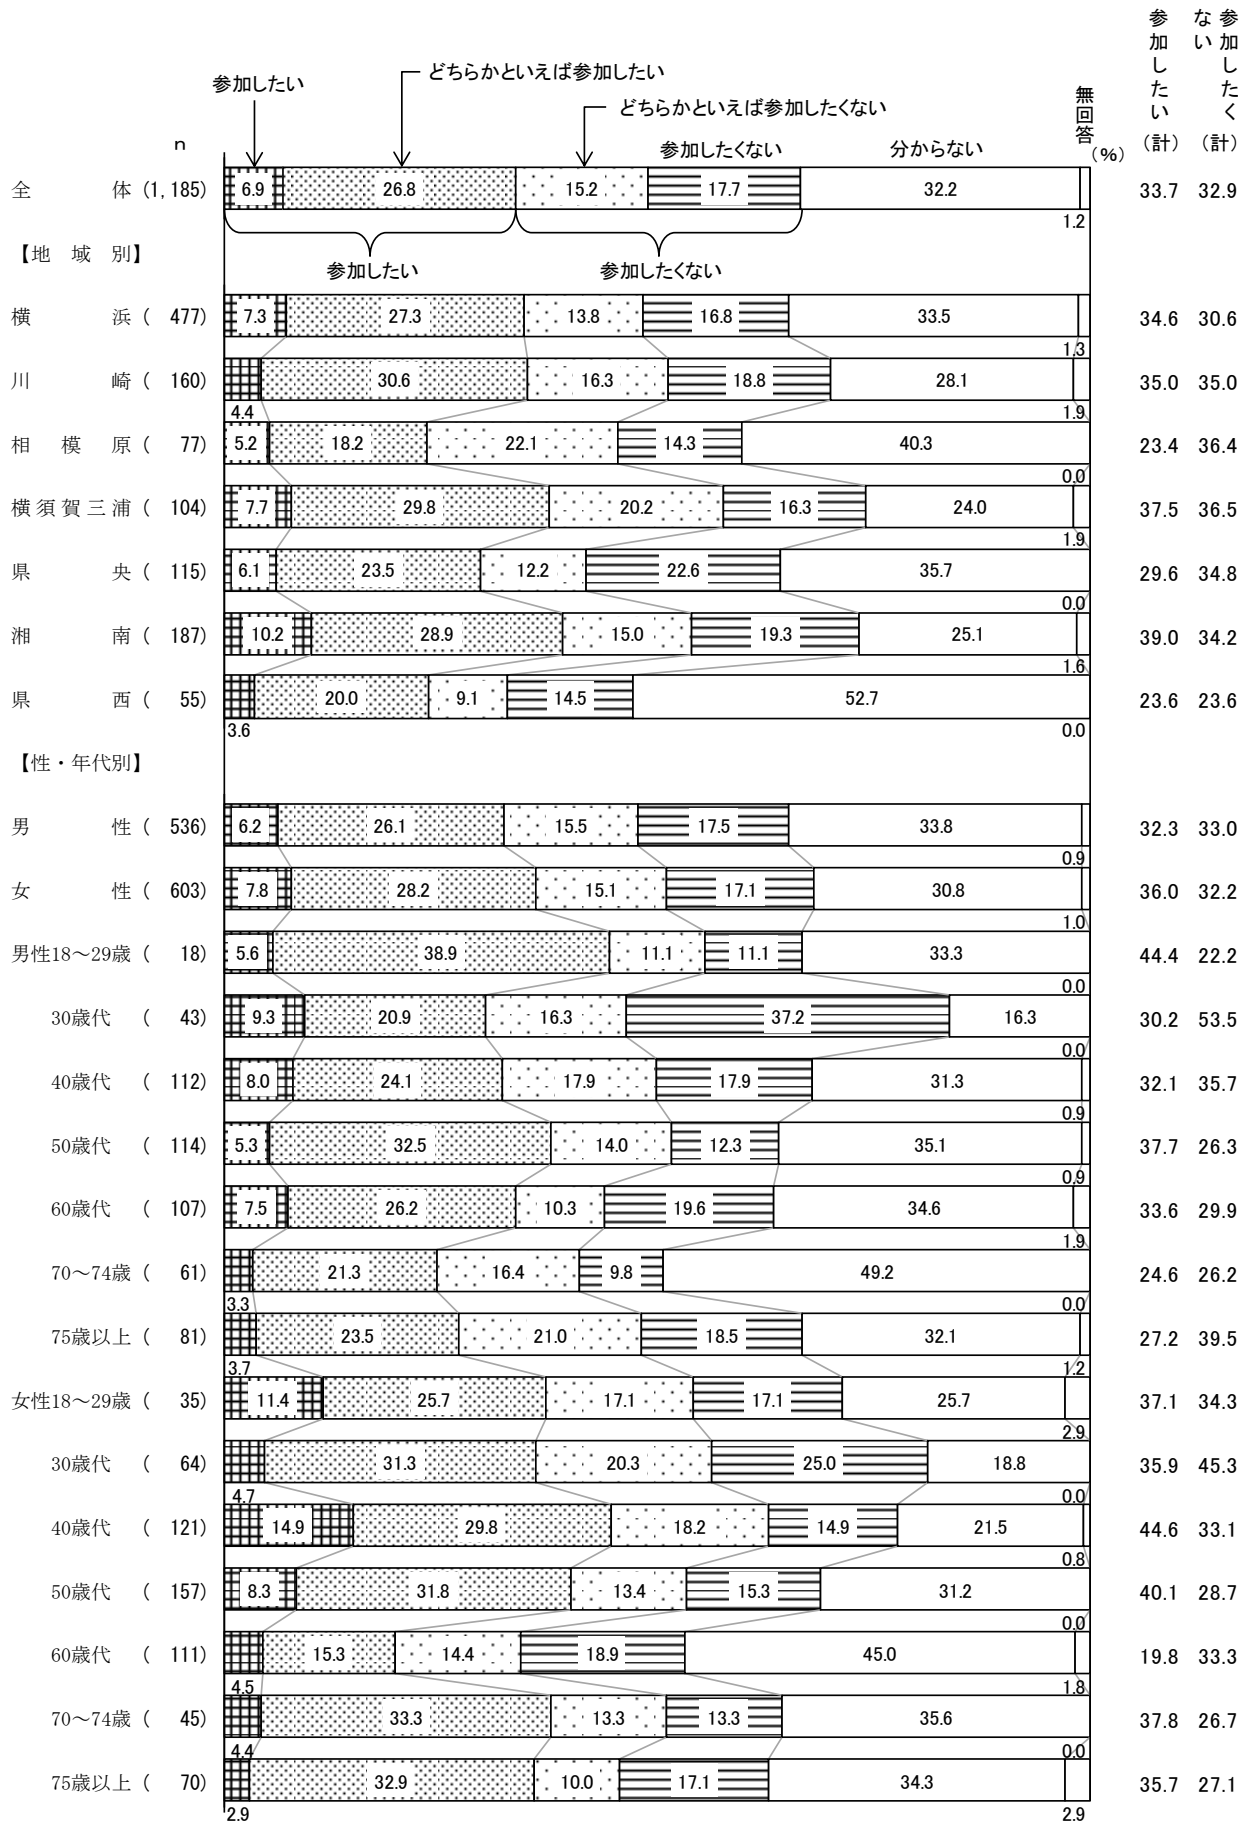 参加したい（計）
参加したくない（計）
参加したい
どちらかといえば参加したい
どちらかといえば参加したくない
参加したくない
分からない
無回答
(%)
n
全体 (1,185) 6.9 26.8 15.2 17.7 32.2 1.2 33.7 32.9
参加したい 参加したくない
【地域別】
横浜 ( 477) 7.3 27.3 13.8 16.8 33.5 1.3 34.6 30.6
川崎 ( 160) 4.4 30.6 16.3 18.8 28.1 1.9 35.0 35.0
相模原 ( 77) 5.2 18.2 22.1 14.3 40.3 0.0 23.4 36.4
横須賀三浦 ( 104) 7.7 29.8 20.2 16.3 24.0 1.9 37.5 36.5
県央 ( 115) 6.1 23.5 12.2 22.6 35.7 0.0 29.6 34.8
湘南 ( 187) 10.2 28.9 15.0 19.3 25.1 1.6 39.0 34.2
県西 ( 55) 3.6 20.0 9.1 14.5 52.7 0.0 23.6 23.6
【性・年代別】
男性 ( 536) 6.2 26.1 15.5 17.5 33.8 0.9 32.3 33.0
女性 ( 603) 7.8 28.2 15.1 17.1 30.8 1.0 36.0 32.2
男性18～29歳 ( 18) 5.6 38.9 11.1 11.1 33.3 0.0 44.4 22.2
30歳代 ( 43) 9.3 20.9 16.3 37.2 16.3 0.0 30.2 53.5
40歳代 ( 112) 8.0 24.1 17.9 17.9 31.3 0.9 32.1 35.7
50歳代 ( 114) 5.3 32.5 14.0 12.3 35.1 0.9 37.7 26.3
60歳代 ( 107) 7.5 26.2 10.3 19.6 34.6 1.9 33.6 29.9
70～74歳 ( 61) 3.3 21.3 16.4 9.8 49.2 0.0 24.6 26.2
75歳以上 ( 81) 3.7 23.5 21.0 18.5 32.1 1.2 27.2 39.5
女性18～29歳 ( 35) 11.4 25.7 17.1 17.1 25.7 2.9 37.1 34.3
30歳代 ( 64) 4.7 31.3 20.3 25.0 18.8 0.0 35.9 45.3
40歳代 ( 121) 14.9 29.8 18.2 14.9 21.5 0.8 44.6 33.1
50歳代 ( 157) 8.3 31.8 13.4 15.3 31.2 0.0 40.1 28.7
60歳代 ( 111) 4.5 15.3 14.4 18.9 45.0 1.8 19.8 33.3
70～74歳 ( 45) 4.4 33.3 13.3 13.3 35.6 0.0 37.8 26.7
75歳以上 ( 70) 2.9 32.9 10.0 17.1 34.3 2.9 35.7 27.1